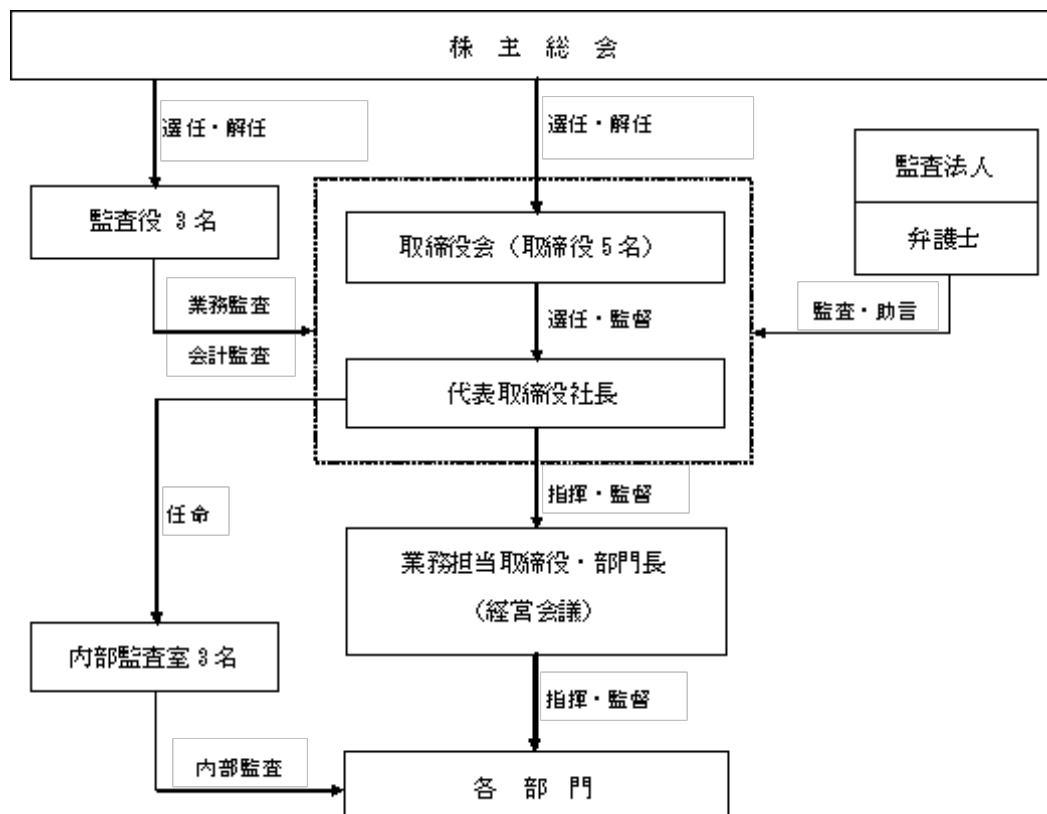 株 主 総 会
選任・解任
選任・解任
監査法人
弁護士
監査役 3名
取締役会（取締役5名）
業務監査
会計監査
選任・監督
監査・助言
代表取締役社長
指揮・監督
任命
業務担当取締役・部門長
（経営会議）
内部監査室3名
指揮・監督
内部監査
各 部 門